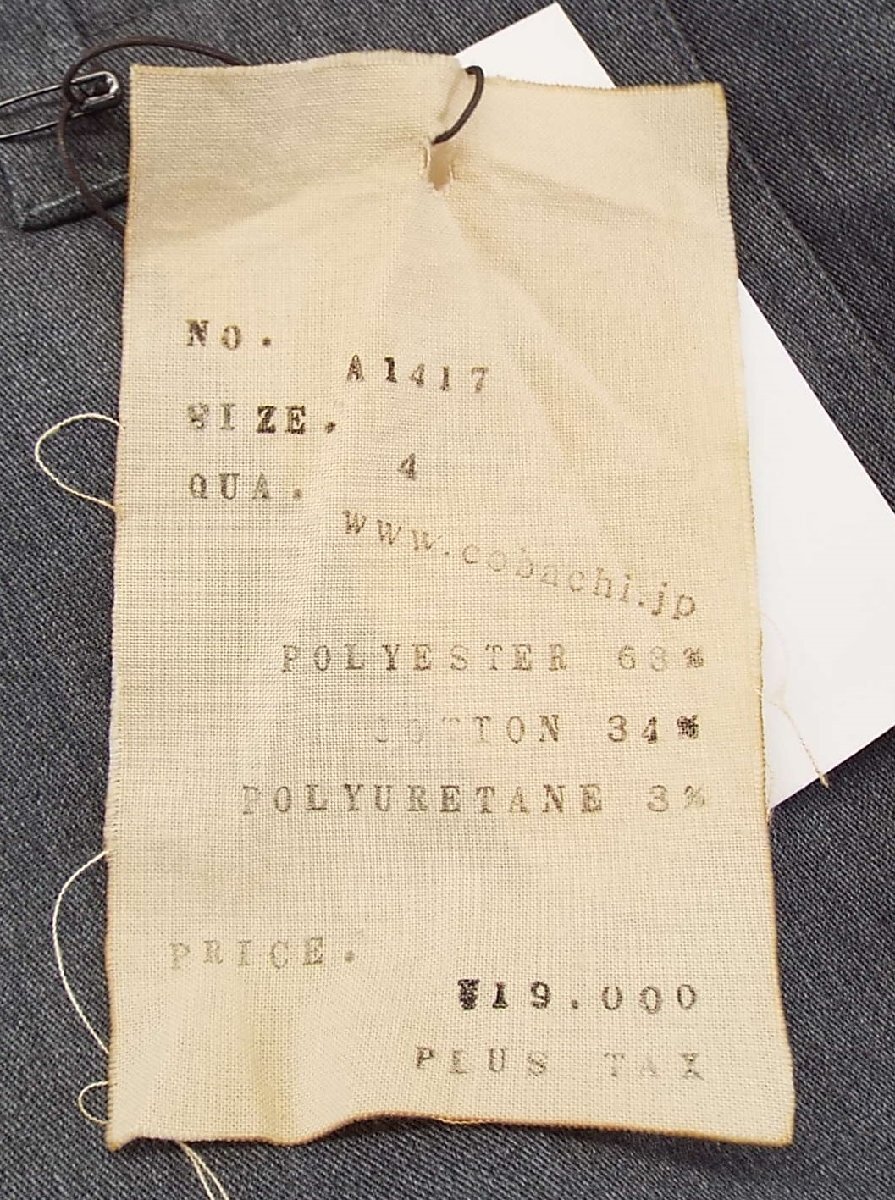 NO.
A1417
SIZE.
4
QUA.
www.cobachi.jp
POLYESTER 63%
COTTON 34%
POLYURETANE 3%
PRICE.
¥19.000
PLUS TAX